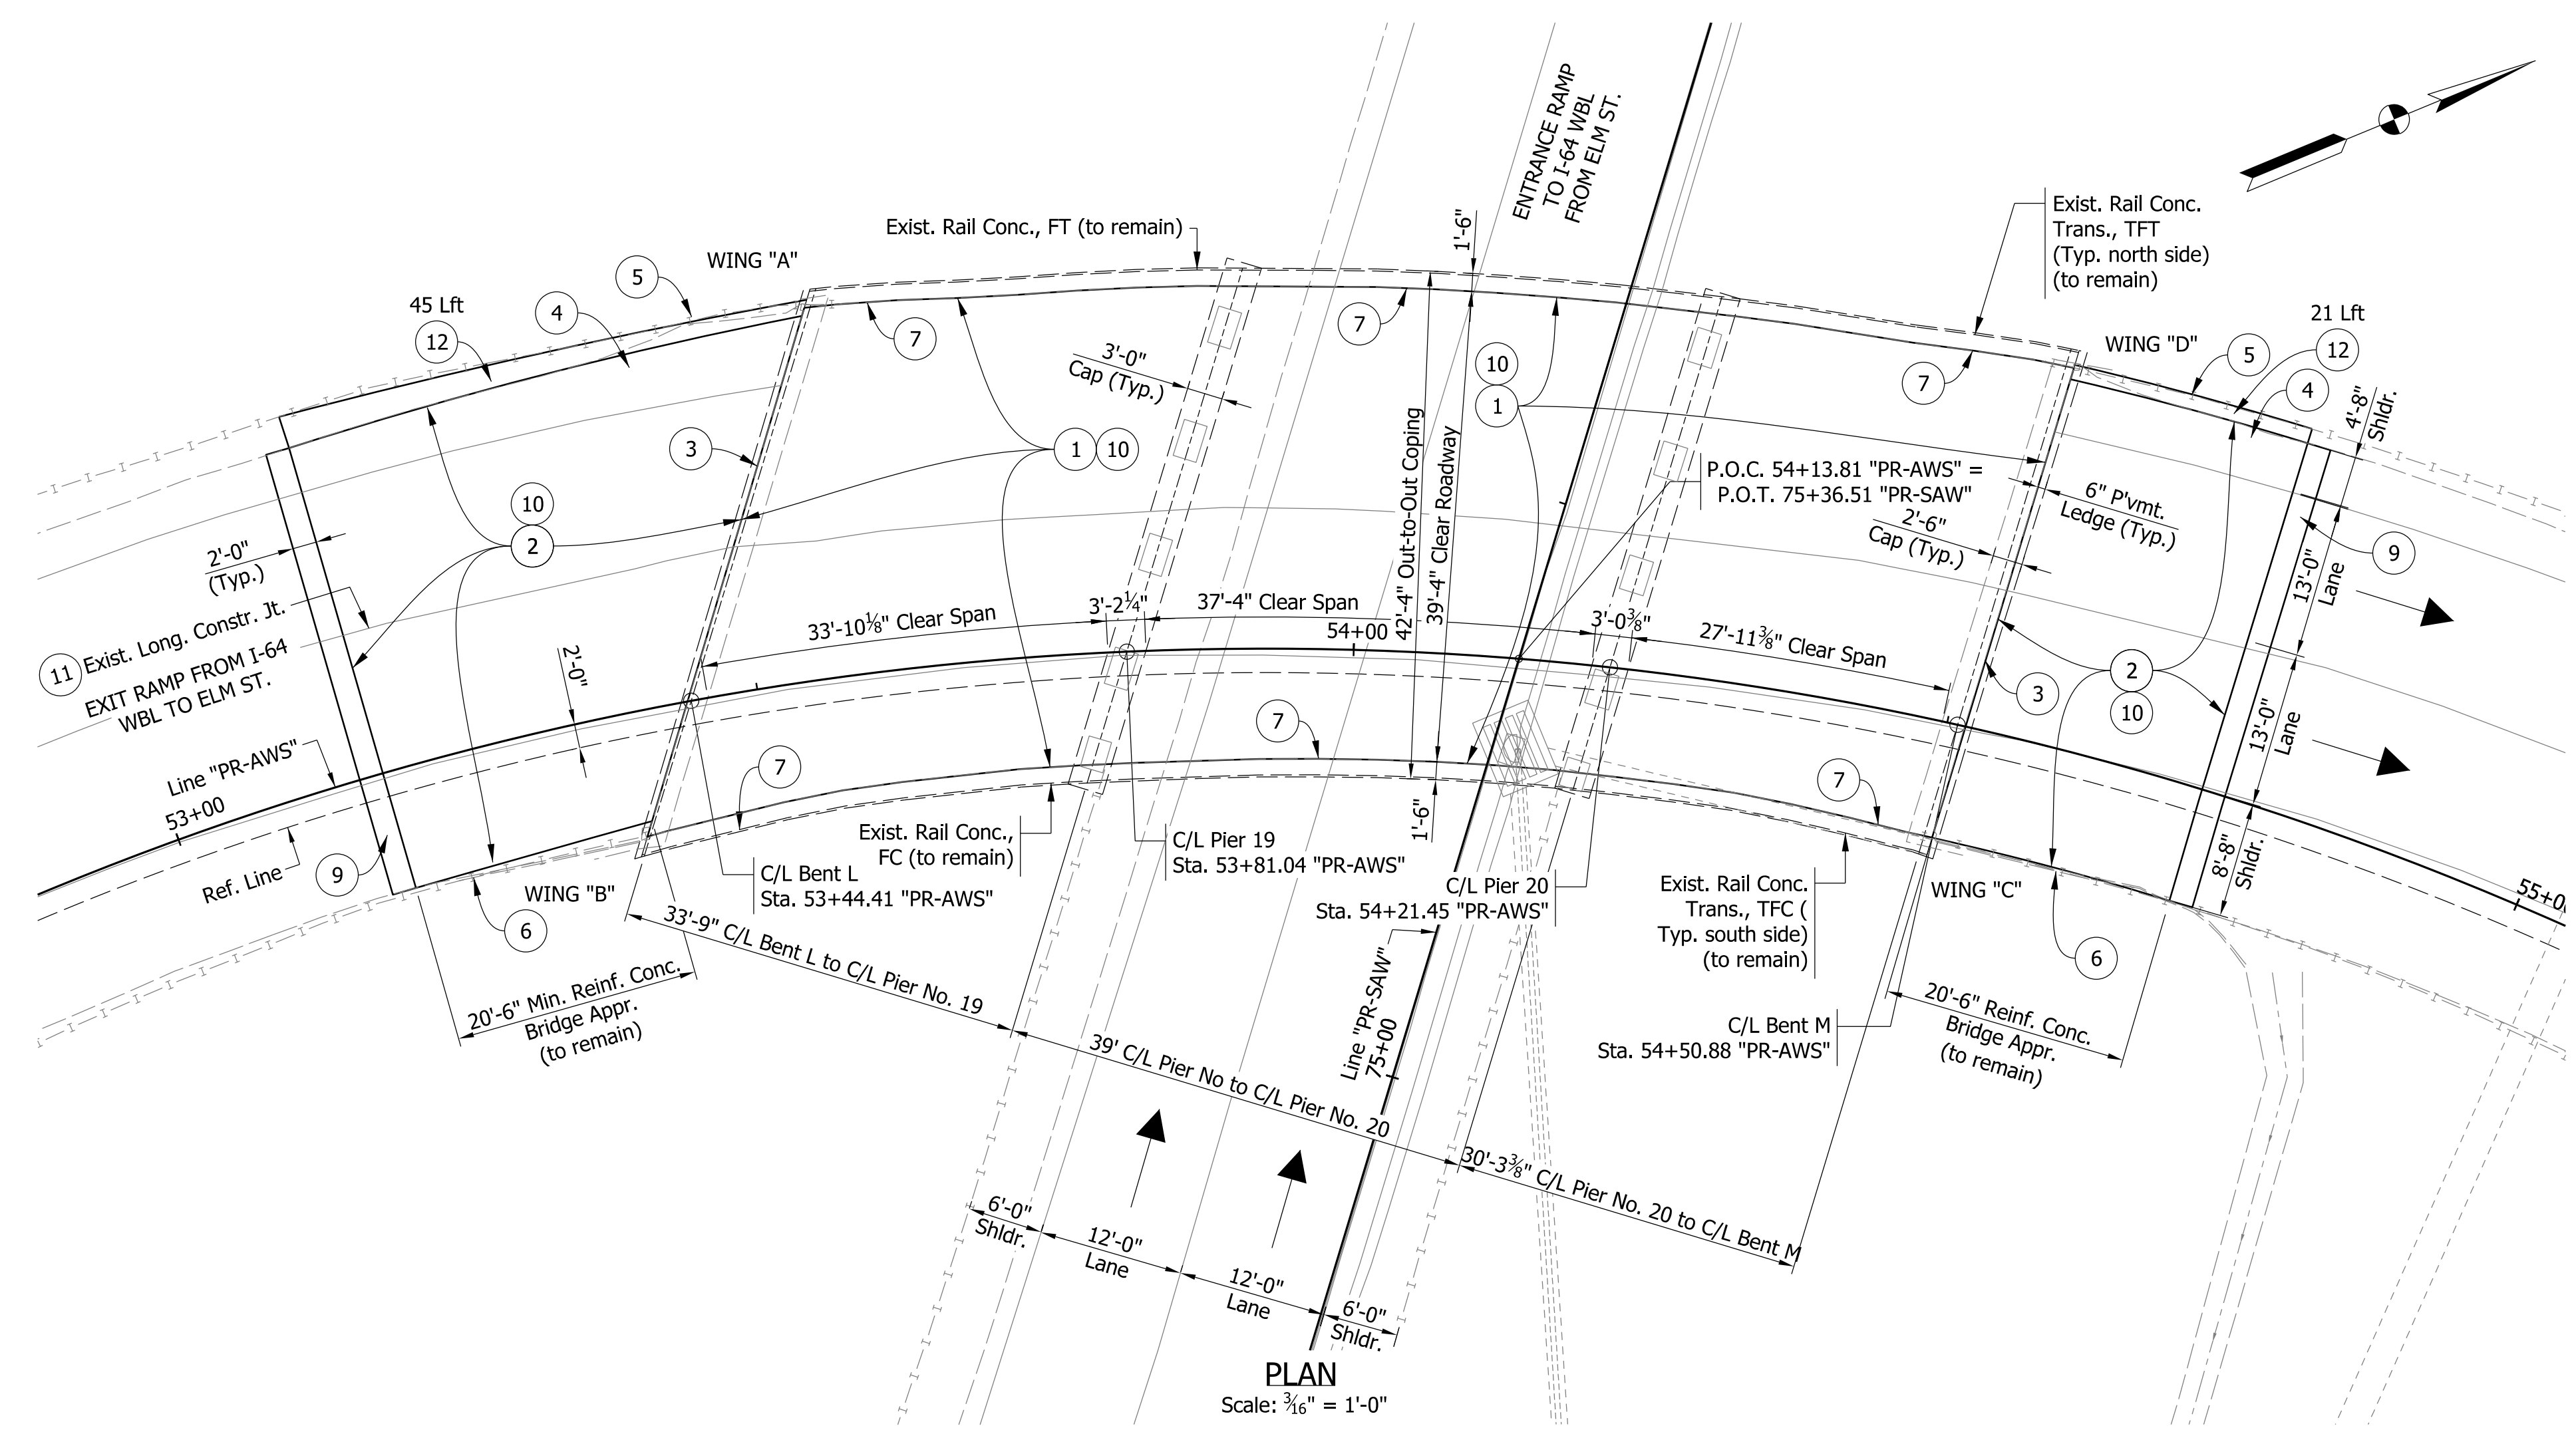 ENTRANCE RAMP
TO I-64 WBL
FROM ELM ST.
Exist. Rail Conc.
Trans., TFT
(Typ. north side)
(to remain)
1'-6"
Exist. Rail Conc., FT (to remain)
WING "A"
5
45 Lft
12
4
7
7
3'-0"
Cap (Typ.)
10
1
7
WING "D"
21 Lft
5
12
4
4'-8"
Shldr.
3
1
10
42'-4" Out-to-Out Coping
39'-4" Clear Roadway
P.O.C. 54+13.81 "PR-AWS" =
P.O.T. 75+36.51 "PR-SAW"
2'-6"
Cap (Typ.)
6" P'vmt.
Ledge (Typ.)
9
10
2
2'-0"
(Typ.)
11
Exist. Long. Constr. Jt.
EXIT RAMP FROM I-64
WBL TO ELM ST.
2'-0"
33'-10⅛" Clear Span
3'-2¼"
37'-4" Clear Span
54+00
3'-0⅜"
27'-11⅜" Clear Span
3
2
10
13'-0"
Lane
13'-0"
Lane
Line "PR-AWS"
53+00
7
7
7
Ref. Line
9
WING "B"
6
Exist. Rail Conc.,
FC (to remain)
1'-6"
C/L Bent L
Sta. 53+44.41 "PR-AWS"
C/L Pier 19
Sta. 53+81.04 "PR-AWS"
C/L Pier 20
Sta. 54+21.45 "PR-AWS"
Exist. Rail Conc.
Trans., TFC (
Typ. south side)
(to remain)
WING "C"
8'-8"
Shldr.
55+0
6
33'-9" C/L Bent L to C/L Pier No. 19
20'-6" Min. Reinf. Conc.
Bridge Appr.
(to remain)
39' C/L Pier No to C/L Pier No. 20
Line "PR-SAW"
75+00
C/L Bent M
Sta. 54+50.88 "PR-AWS"
20'-6" Reinf. Conc.
Bridge Appr.
(to remain)
30'-3⅜" C/L Pier No. 20 to C/L Bent M
6'-0"
Shldr.
12'-0"
Lane
12'-0"
Lane
6'-0"
Shldr.
PLAN
Scale: 3/16" = 1'-0"